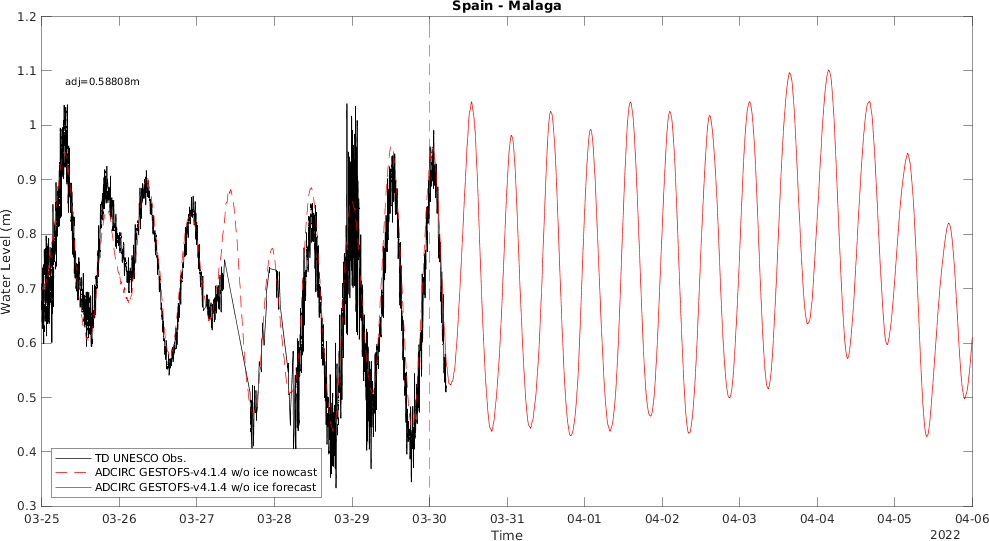 Spain - Malaga
1.2
1.1
adj=0.58808m
1
0.9
0.8
0.7
0.6
0.5
0.4
0.3
Water Level (m)
TD UNESCO Obs.
ADCIRC GESTOFS-v4.1.4 w/o ice nowcast
ADCIRC GESTOFS-v4.1.4 w/o ice forecast
03-25 03-26 03-27 03-28 03-29 03-30 03-31 04-01 04-02 04-03 04-04 04-05 04-06
Time
2022